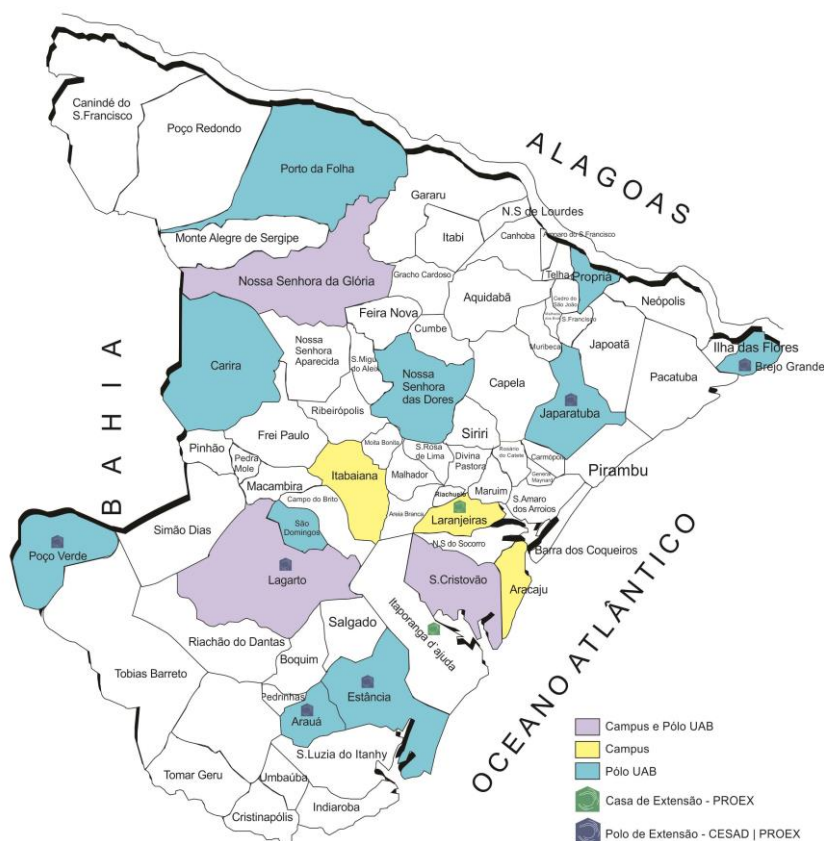 ALAGOAS
BAHIA
OCEANO ATLÂNTICO
Canindé do
S.Francisco
Poço Redondo
Porto da Folha
Gararu
N.S de Lourdes
Monte Alegre de Sergipe
Itabi
Canhoba
Amparo do S.Francisco
Nossa Senhora da Glória
Gracho Cardoso
Aquidabã
Telha
Propriá
Cedro de
São João
Neópolis
Feira Nova
Cumbe
S.Francisco
Muribeca
Japoatã
Ilha das Flores
Brejo Grande
Pacatuba
Carira
Nossa
Senhora
Aparecida
S.Migu
do Aleix
Nossa
Senhora
das Dores
Capela
Japaratuba
Ribeirópolis
Siriri
Pinhão
Frei Paulo
Moita Bonita
S.Rosa
de Lima
Divina
Pastora
Rosário
do Catete
Carmópolis
General
Maynard
Pirambu
Pedra
Mole
Itabaiana
Malhador
Macambira
Campo do Brito
Riachuelo
Maruim
S.Amaro
dos Arroios
Areia Branca
Laranjeiras
Simão Dias
São
Domingos
N.S do Socorro
Barra dos Coqueiros
Poço Verde
Lagarto
S.Cristovão
Aracaju
Itaporanga d'ajuda
Salgado
Riachão do Dantas
Boquim
Tobias Barreto
Pedrinhas
Estância
Arauá
S.Luzia do Itanhy
Tomar Geru
Umbaúba
Indiaroba
Cristinapólis
Campus e Pólo UAB
Campus
Pólo UAB
Casa de Extensão - PROEX
Polo de Extensão - CESAD | PROEX